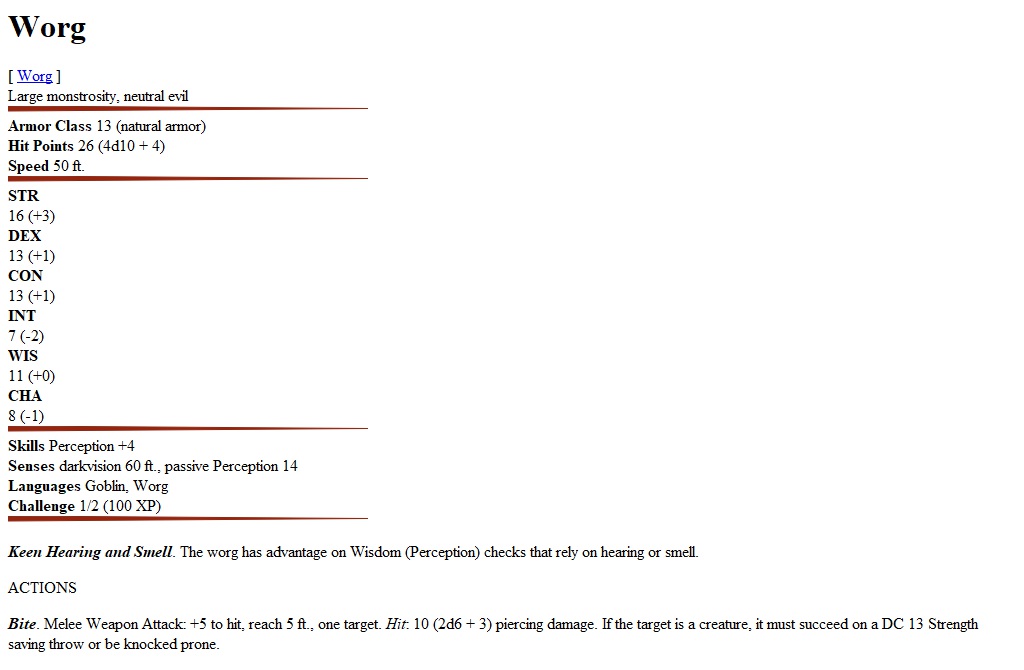 Worg
[ Worg ]
Large monstrosity, neutral evil
Armor Class 13 (natural armor)
Hit Points 26 (4d10 + 4)
Speed 50 ft.
STR
16 (+3)
DEX
13 (+1)
CON
13 (+1)
INT
7 (-2)
WIS
11 (+0)
CHA
8 (-1)
Skills Perception +4
Senses darkvision 60 ft., passive Perception 14
Languages Goblin, Worg
Challenge 1/2 (100 XP)
Keen Hearing and Smell. The worg has advantage on Wisdom (Perception) checks that rely on hearing or smell.
ACTIONS
Bite. Melee Weapon Attack: +5 to hit, reach 5 ft., one target. Hit: 10 (2d6 + 3) piercing damage. If the target is a creature, it must succeed on a DC 13 Strength
saving throw or be knocked prone.